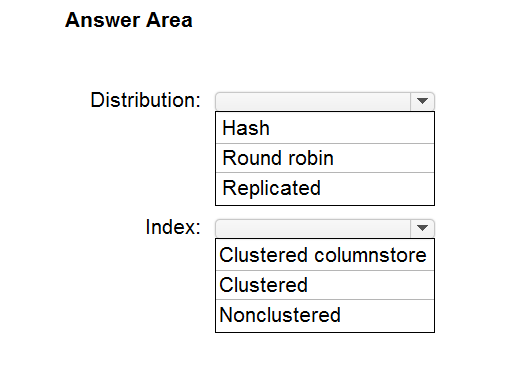 Answer Area
Distribution:
Hash
Round robin
Replicated
Index:
Clustered columnstore
Clustered
Nonclustered